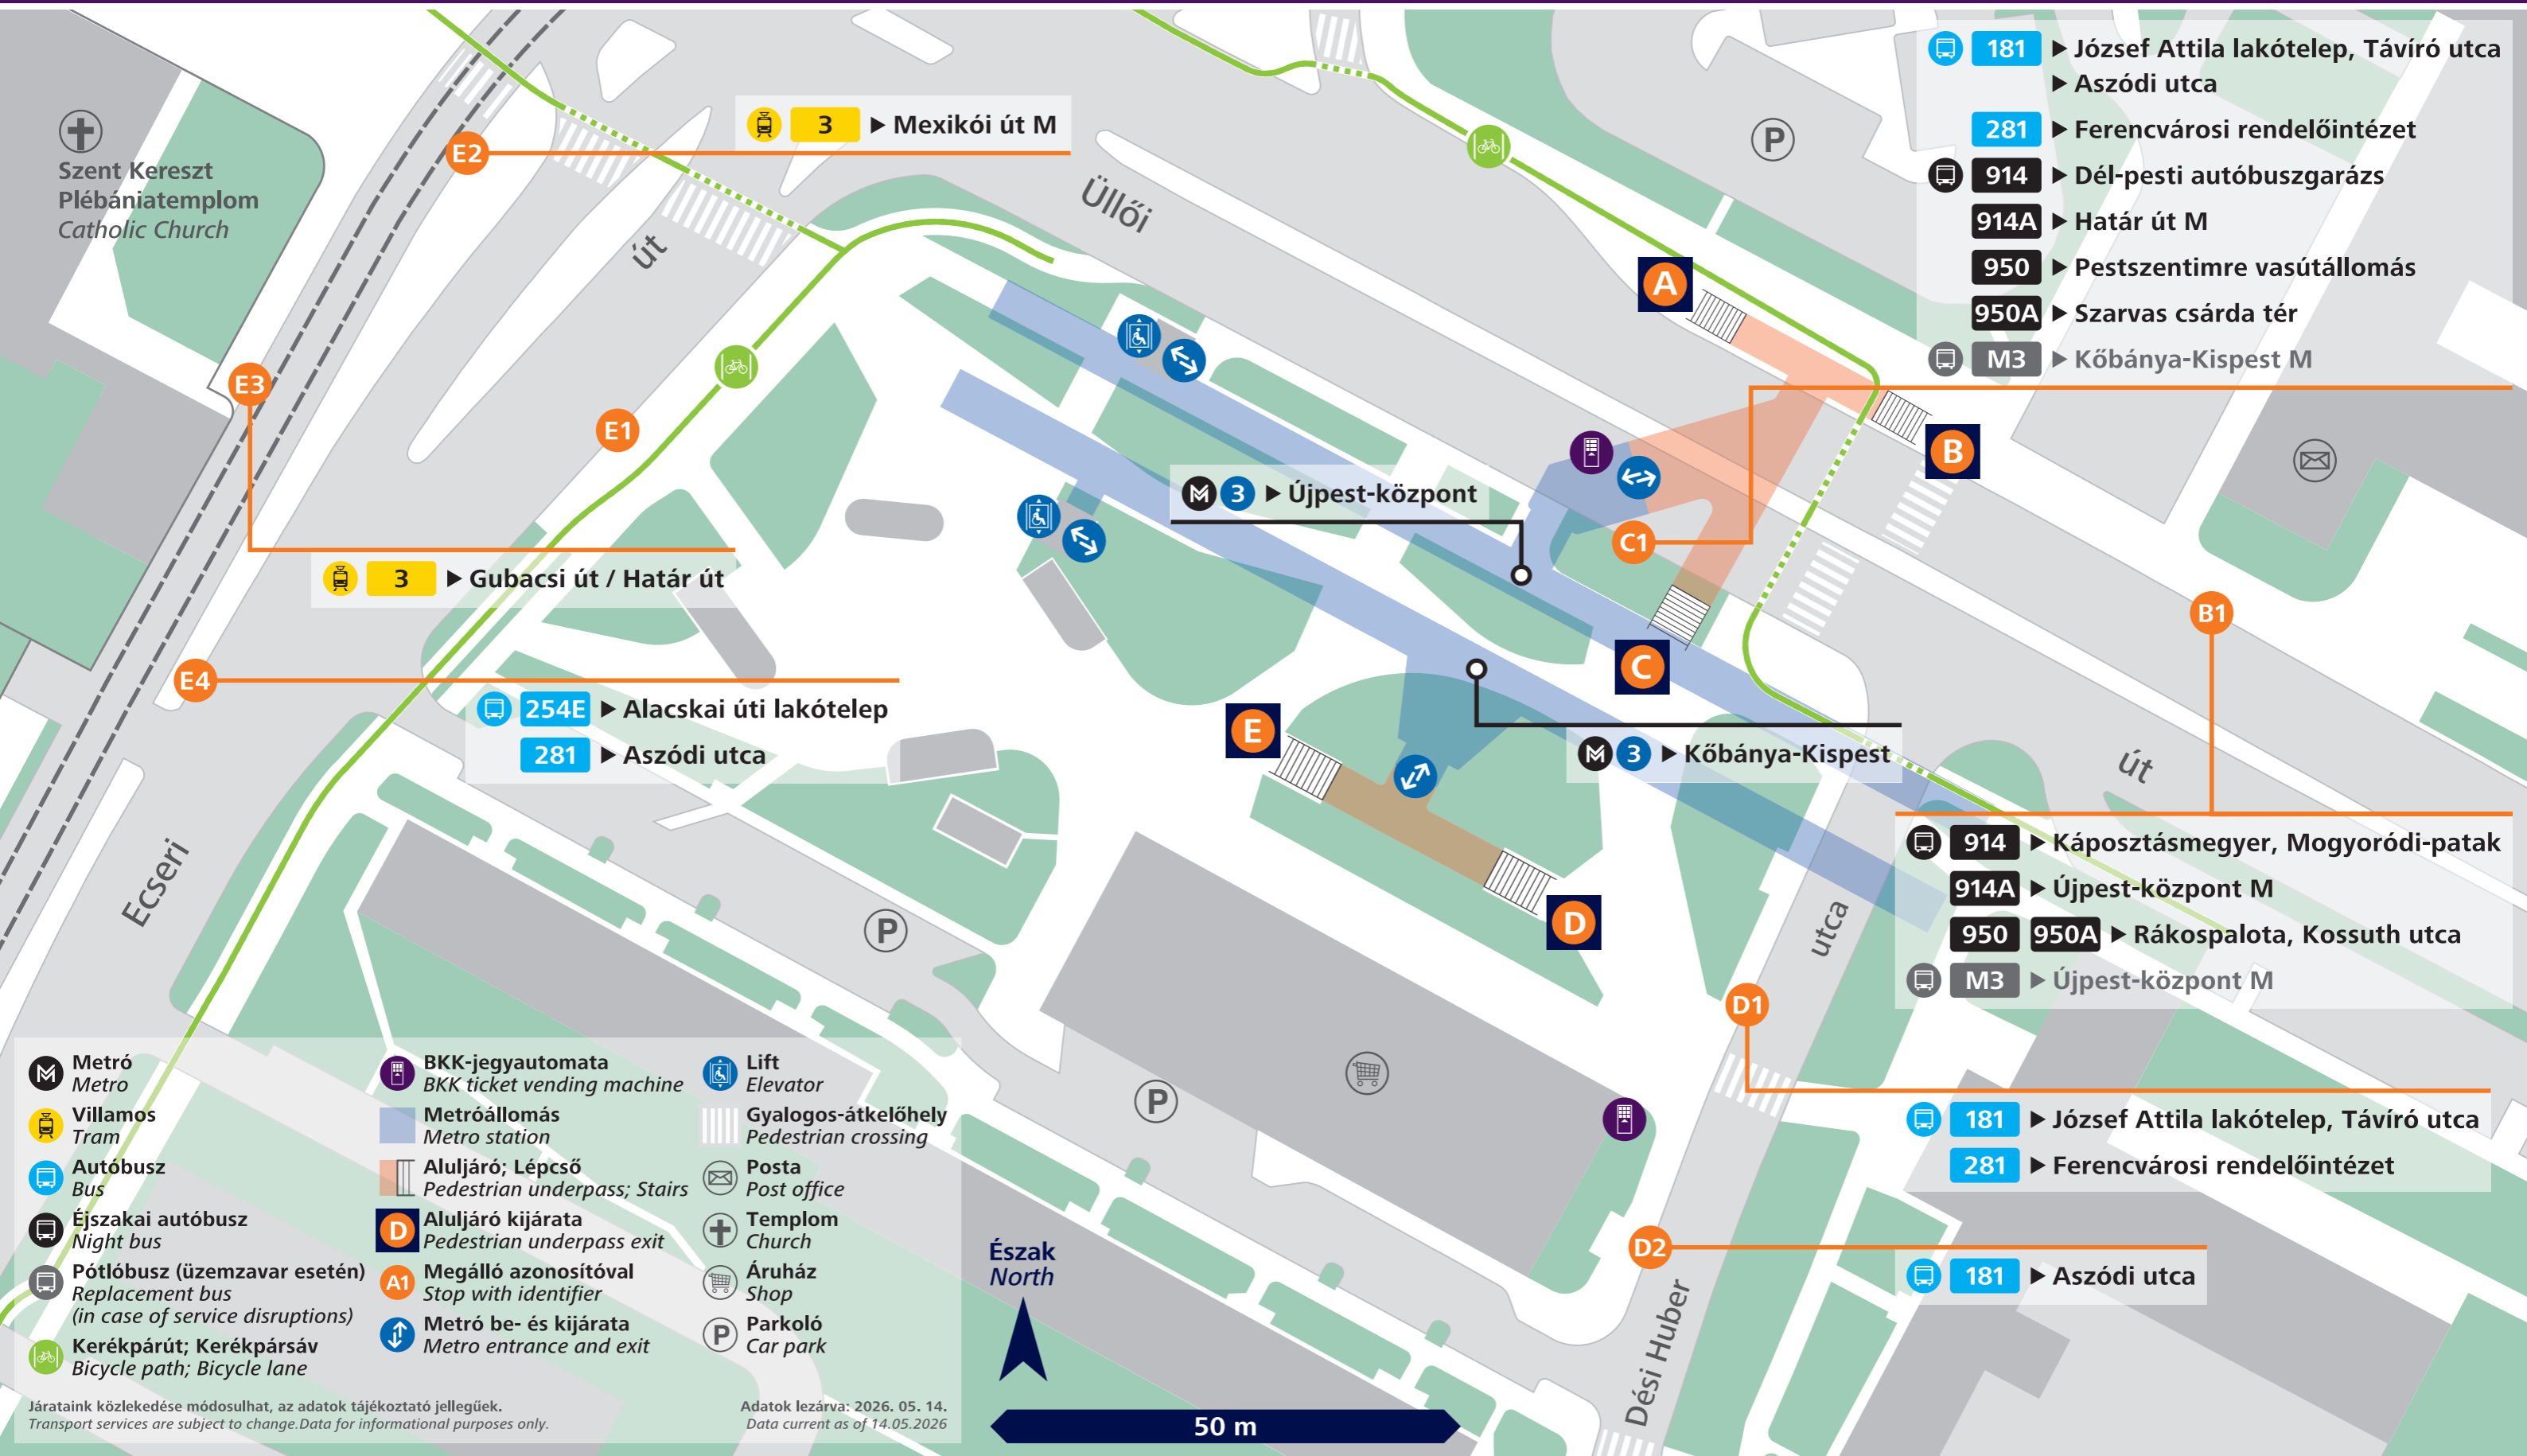 Szent Kereszt
Plébániatemplom
Catholic Church
E2
3 ▶ Mexikói út M
Üllői
út
P
181 ▶ József Attila lakótelep, Távíró utca
▶ Aszódi utca
281 ▶ Ferencvárosi rendelőintézet
914 ▶ Dél-pesti autóbuszgarázs
914A ▶ Határ út M
950 ▶ Pestszentimre vasútállomás
950A ▶ Szarvas csárda tér
M3 ▶ Kőbánya-Kispest M
A
B
C1
E3
E1
M 3 ▶ Újpest-központ
3 ▶ Gubacsi út / Határ út
B1
C
E4
254E ▶ Alacskai úti lakótelep
281 ▶ Aszódi utca
E
M 3 ▶ Kőbánya-Kispest
út
Ecseri
P
D
utca
914 ▶ Káposztásmegyer, Mogyoródi-patak
914A ▶ Újpest-központ M
950 950A ▶ Rákospalota, Kossuth utca
M3 ▶ Újpest-központ M
D1
P
181 ▶ József Attila lakótelep, Távíró utca
281 ▶ Ferencvárosi rendelőintézet
D2
181 ▶ Aszódi utca
Dési Huber
M Metró
Metro
Villamos
Tram
Autóbusz
Bus
Éjszakai autóbusz
Night bus
Pótlóbusz (üzemzavar esetén)
Replacement bus
(in case of service disruptions)
Kerékpárút; Kerékpársáv
Bicycle path; Bicycle lane
BKK-jegyautomata
BKK ticket vending machine
Metróállomás
Metro station
Aluljáró; Lépcső
Pedestrian underpass; Stairs
D Aluljáró kijárata
Pedestrian underpass exit
A1 Megálló azonosítóval
Stop with identifier
Metró be- és kijárata
Metro entrance and exit
Lift
Elevator
Gyalogos-átkelőhely
Pedestrian crossing
Posta
Post office
Templom
Church
Áruház
Shop
P Parkoló
Car park
Járataink közlekedése módosulhat, az adatok tájékoztató jellegűek.
Transport services are subject to change.Data for informational purposes only.
Adatok lezárva: 2026. 05. 14.
Data current as of 14.05.2026
Észak
North
50 m